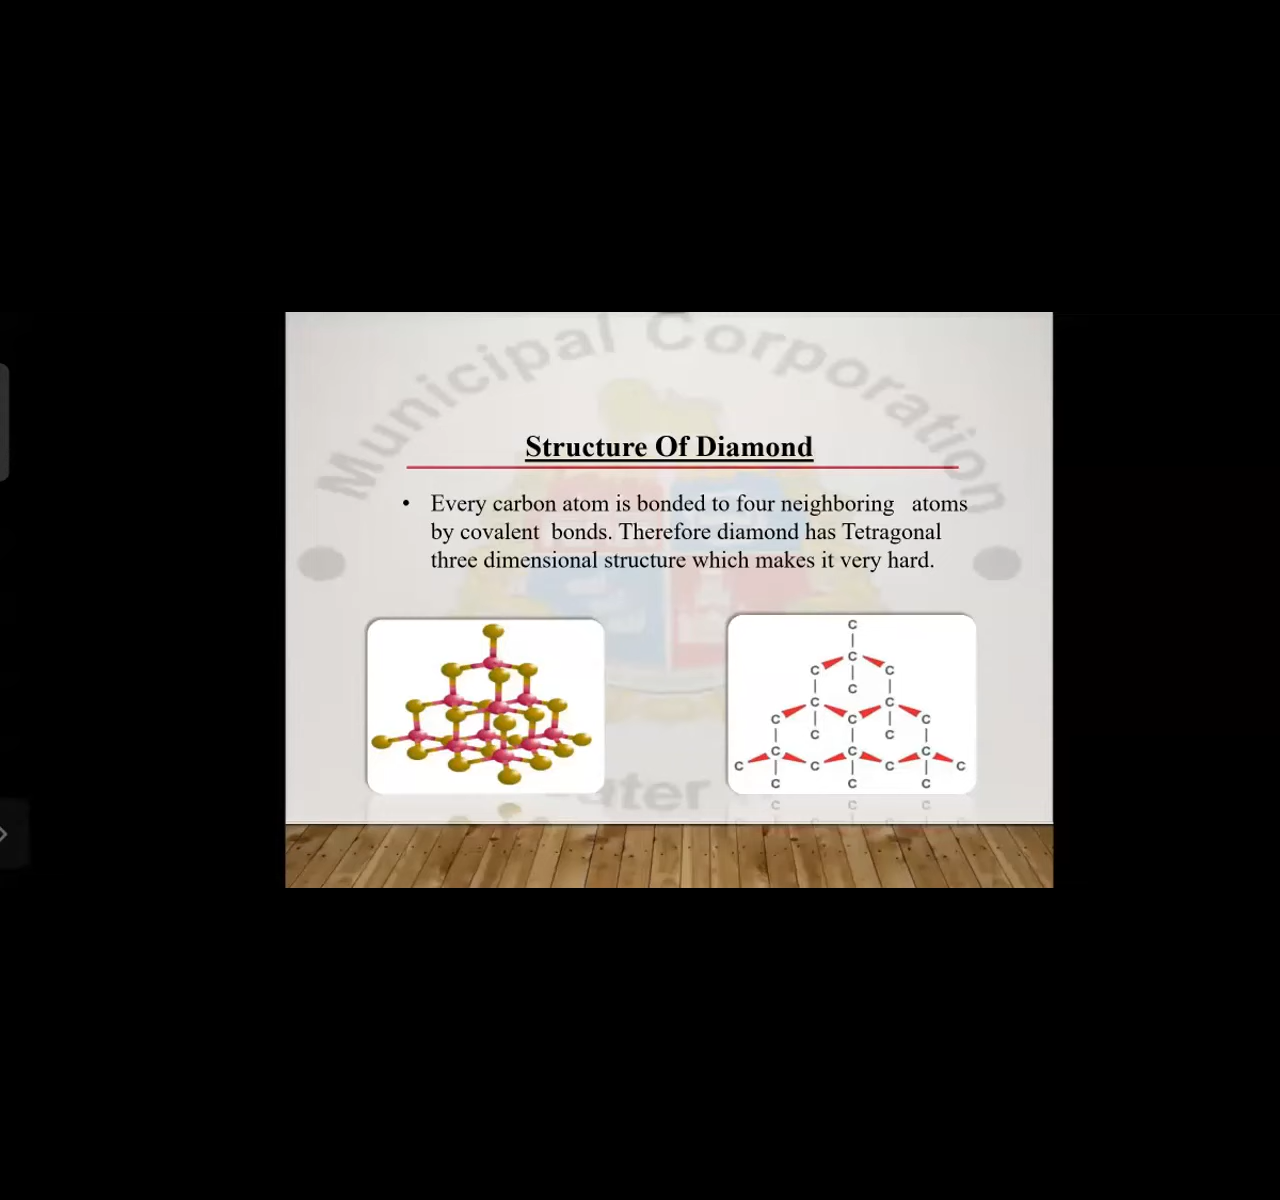 Municipal Corporation
Structure Of Diamond
• Every carbon atom is bonded to four neighboring atoms
by covalent bonds. Therefore diamond has Tetragonal
three dimensional structure which makes it very hard.
C
C
C C
C
C C
C C C
C C
C C C
C C C C
C C C
ater